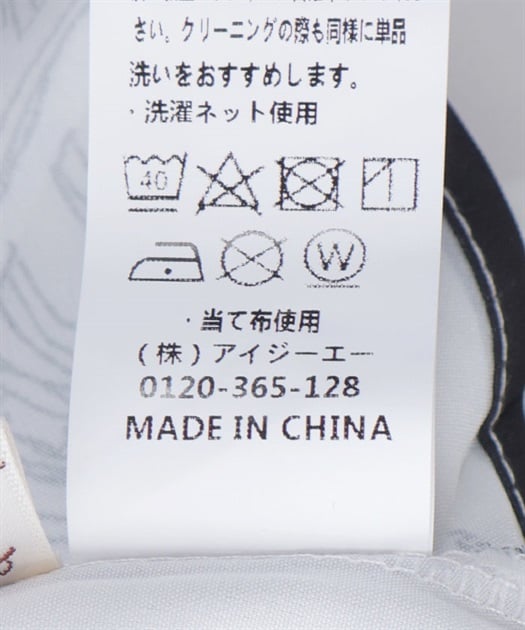 さい。クリーニングの際も同様に単品
洗いをおすすめします。
・洗濯ネット使用
40
W
・当て布使用
(株)アイジーエー
0120-365-128
MADE IN CHINA